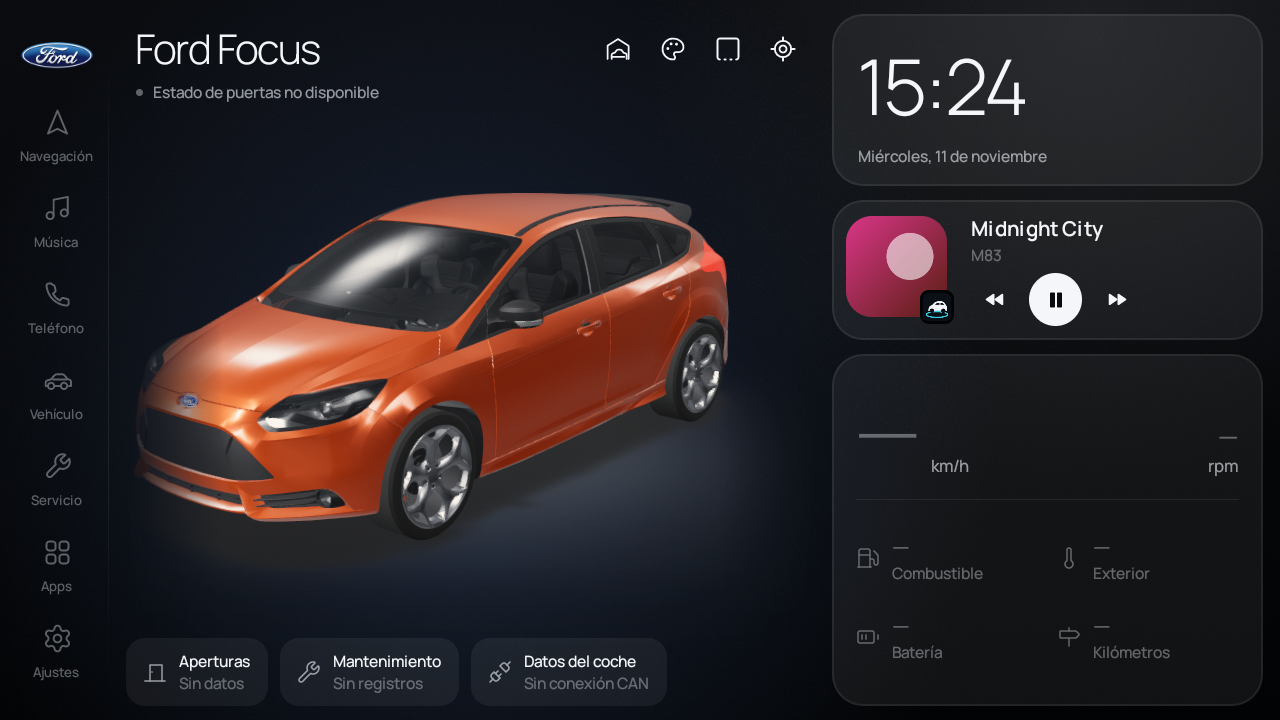 Ford
Ford Focus
Estado de puertas no disponible
Navegación
Música
Teléfono
Vehículo
Servicio
Apps
Ajustes
Aperturas
Sin datos
Mantenimiento
Sin registros
Datos del coche
Sin conexión CAN
15:24
Miércoles, 11 de noviembre
Midnight City
M83
— —
km/h rpm
— —
Combustible Exterior
— —
Batería Kilómetros